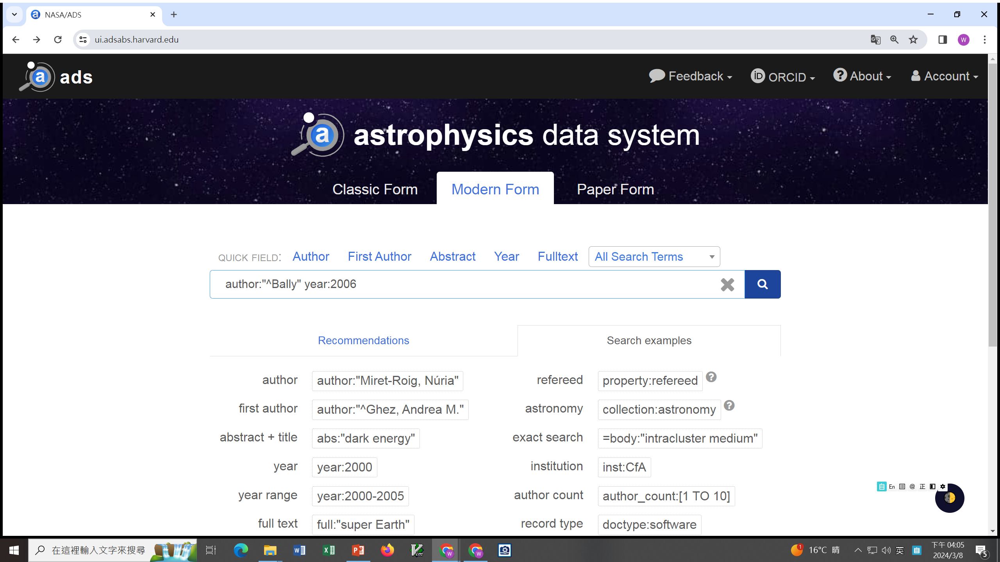 NASA/ADS
ui.adsabs.harvard.edu
W
a ads
Feedback ORCID About Account
a astrophysics data system
Classic Form Modern Form Paper Form
QUICK FIELD: Author First Author Abstract Year Fulltext All Search Terms
author:"^Bally" year:2006
Recommendations Search examples
author author:"Miret-Roig, Núria" refereed property:refereed
first author author:"^Ghez, Andrea M." astronomy collection:astronomy
abstract + title abs:"dark energy" exact search =body:"intracluster medium"
year year:2000 institution inst:CfA
En @ 正
year range year:2000-2005 author count author_count:[1 TO 10]
full text full:"super Earth" record type doctype:software
在這裡輸入文字來搜尋
1 16°C 晴 英
下午 04:05
2024/3/8
5